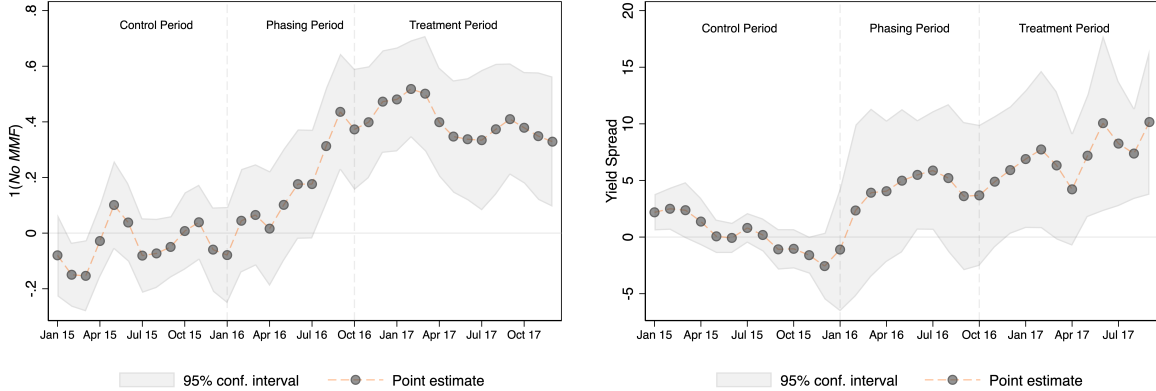 .8
.6
.4
.2
0
-.2
1(No MMF)
Control Period
Phasing Period
Treatment Period
Jan 15 Apr 15 Jul 15 Oct 15 Jan 16 Apr 16 Jul 16 Oct 16 Jan 17 Apr 17 Jul 17 Oct 17
95% conf. interval
Point estimate
20
15
10
5
0
-5
Yield Spread
Control Period
Phasing Period
Treatment Period
Jan 15 Apr 15 Jul 15 Oct 15 Jan 16 Apr 16 Jul 16 Oct 16 Jan 17 Apr 17 Jul 17
95% conf. interval
Point estimate